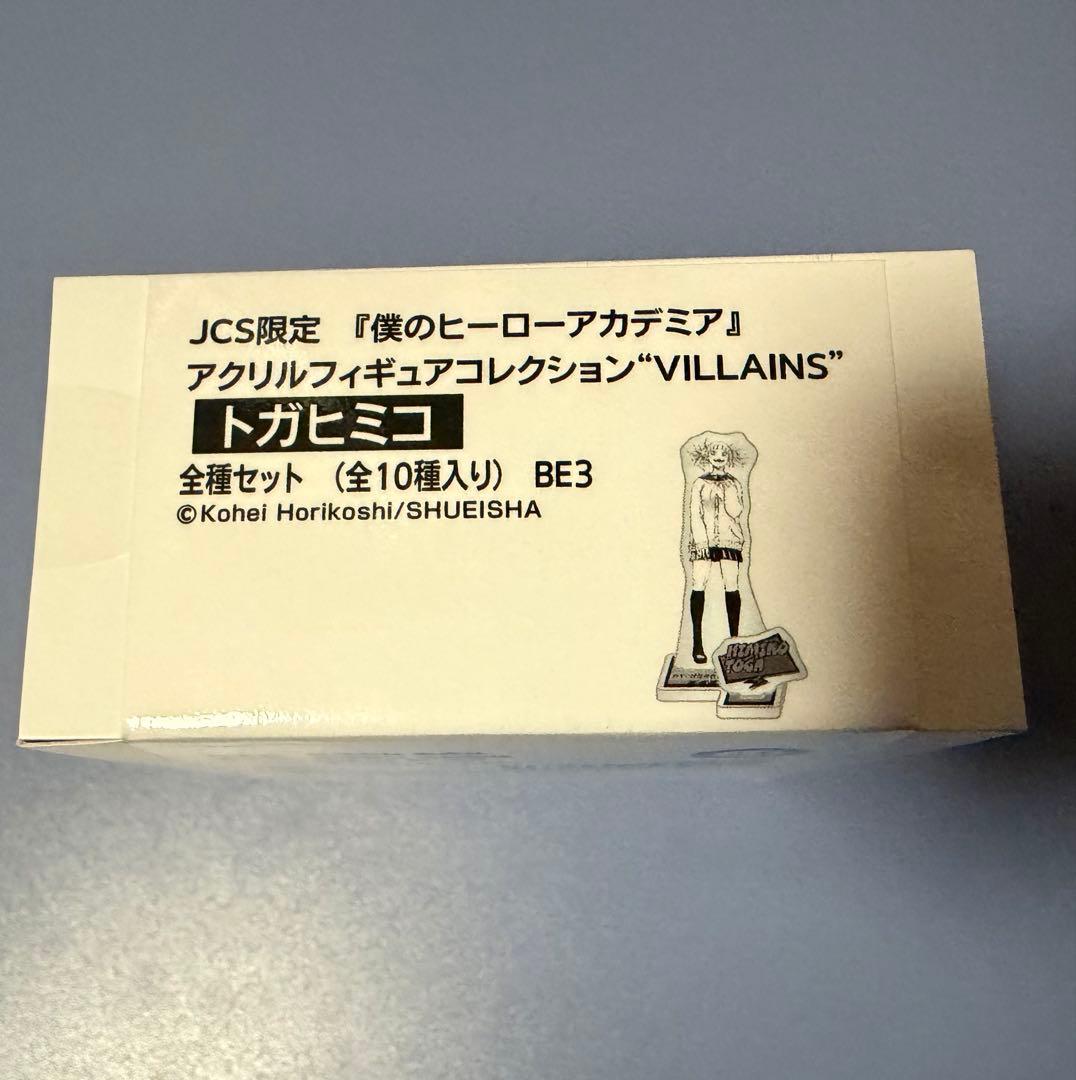 JCS限定 『僕のヒーローアカデミア』
アクリルフィギュアコレクション“VILLAINS”
トガヒミコ
全種セット （全10種入り） BE3
©Kohei Horikoshi/SHUEISHA
HIMIKO
TOGA